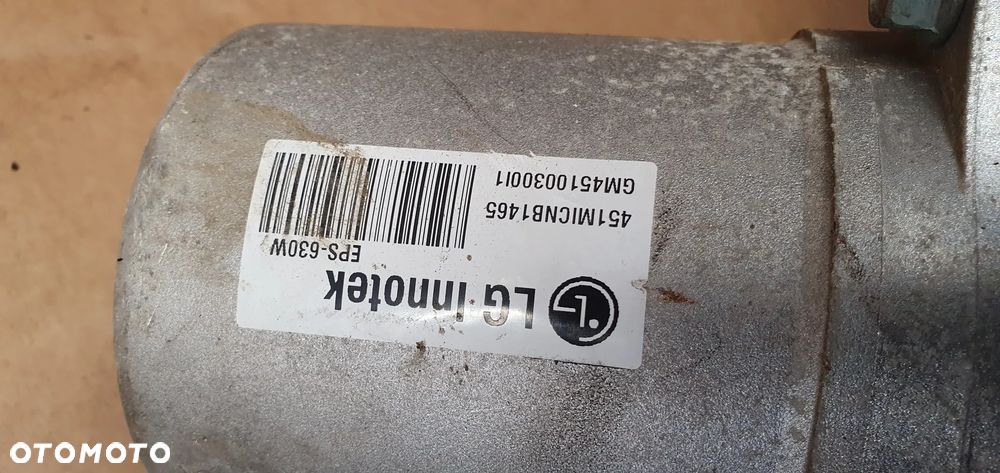 LG Innotek
EPS-630W
451MICNB1465
GM4510030011
OTOMOTO